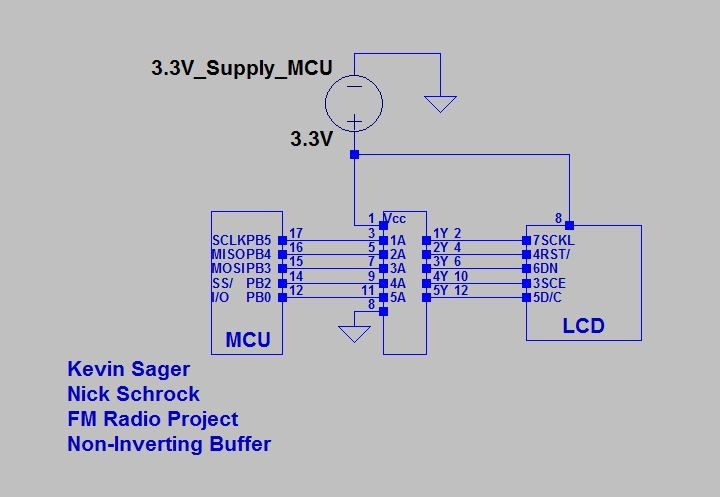 3.3V_Supply_MCU
3.3V
8
1 Vcc
SCLKPB5 17 3 1A 1Y 2 7SCKL
MISOPB4 16 5 2A 2Y 4 4RST/
MOSIPB3 15 7 3A 3Y 6 6DN
SS/ PB2 14 9 4A 4Y 10 3SCE
I/O PB0 12 11 5A 5Y 12 5D/C
8
MCU
LCD
Kevin Sager
Nick Schrock
FM Radio Project
Non-Inverting Buffer